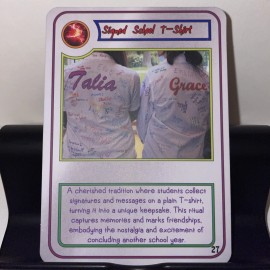 Signed School T-Shirt
Talia
Grace
A cherished tradition where students collect
signatures and messages on a plain T-shirt,
turning it into a unique keepsake. This ritual
captures memories and marks friendships,
embodying the nostalgia and excitement of
concluding another school year.
27